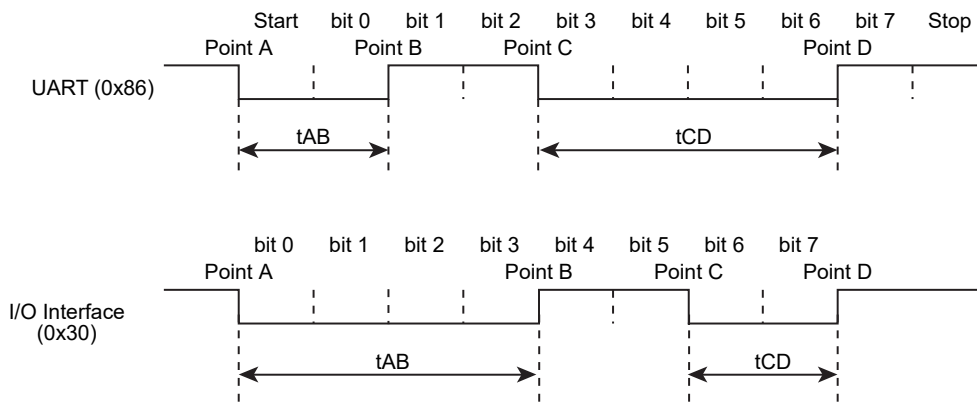 Start bit 0 bit 1 bit 2 bit 3 bit 4 bit 5 bit 6 bit 7 Stop
Point A Point B Point C Point D
UART (0x86)
tAB tCD
bit 0 bit 1 bit 2 bit 3 bit 4 bit 5 bit 6 bit 7
Point A Point B Point C Point D
I/O Interface
(0x30)
tAB tCD